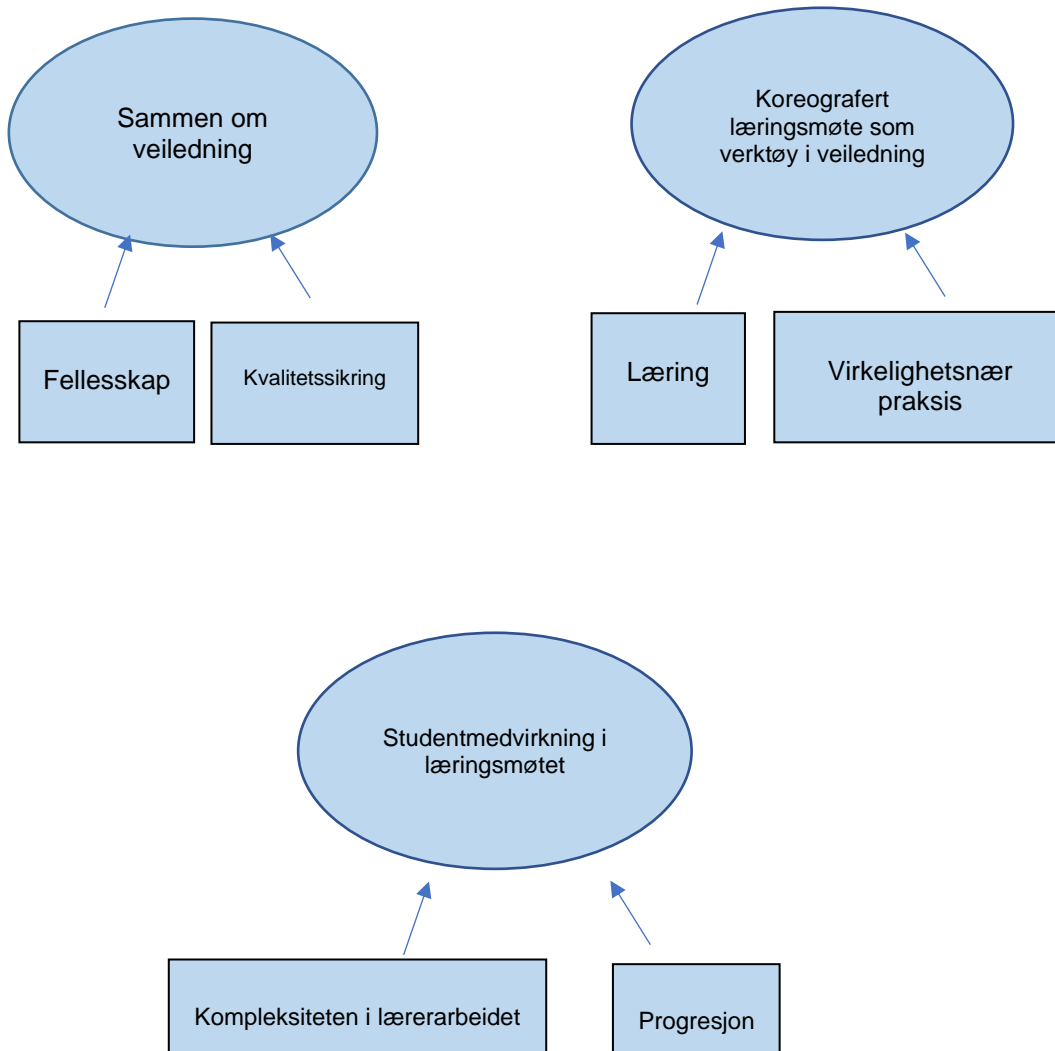 Sammen om
veiledning
Koreografert
læringsmøte som
verktøy i veiledning
Fellesskap
Kvalitetssikring
Læring
Virkelighetsnær
praksis
Studentmedvirkning i
læringsmøtet
Kompleksiteten i lærerarbeidet
Progresjon